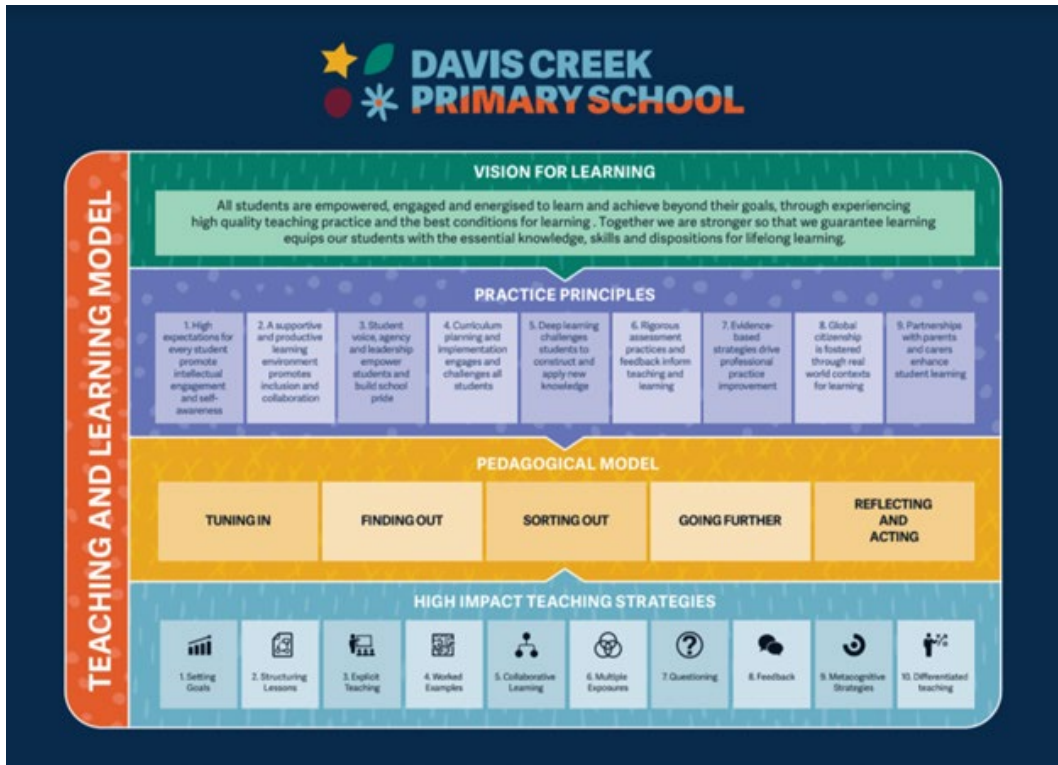 DAVIS CREEK
PRIMARY SCHOOL
TEACHING AND LEARNING MODEL
VISION FOR LEARNING
All students are empowered, engaged and energised to learn and achieve beyond their goals, through experiencing
high quality teaching practice and the best conditions for learning . Together we are stronger so that we guarantee learning
equips our students with the essential knowledge, skills and dispositions for lifelong learning.
PRACTICE PRINCIPLES
1. High
expectations for
every student
promote
intellectual
engagement
and self-
awareness
2. A supportive
and productive
learning
environment
promotes
inclusion and
collaboration
3. Student
voice, agency
and leadership
empower
students and
build school
pride
4. Curriculum
planning and
implementation
engages and
challenges all
students
5. Deep learning
challenges
students to
construct and
apply new
knowledge
6. Rigorous
assessment
practices and
feedback inform
teaching and
learning
7. Evidence-
based
strategies drive
professional
practice
improvement
8. Global
citizenship
is fostered
through real
world contexts
for learning
9. Partnerships
with parents
and carers
enhance
student learning
PEDAGOGICAL MODEL
TUNING IN
FINDING OUT
SORTING OUT
GOING FURTHER
REFLECTING
AND
ACTING
HIGH IMPACT TEACHING STRATEGIES
1. Setting
Goals
2. Structuring
Lessons
3. Explicit
Teaching
4. Worked
Examples
5. Collaborative
Learning
6. Multiple
Exposures
7. Questioning
8. Feedback
9. Metacognitive
Strategies
10. Differentiated
teaching